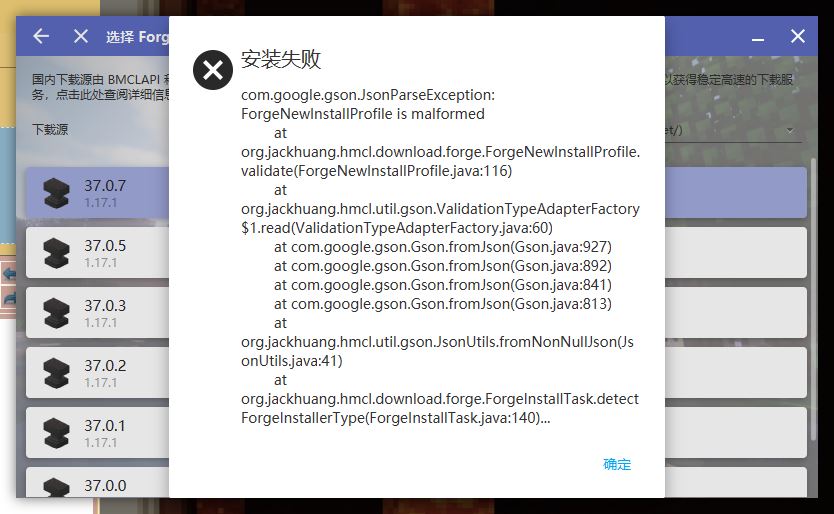 选择 Forg
国内下载源由 BMCLAPI 和
以获得稳定高速的下载服
务，点击此处查阅详细信息
下载源
et/)
37.0.7
1.17.1
37.0.5
1.17.1
37.0.3
1.17.1
37.0.2
1.17.1
37.0.1
1.17.1
37.0.0
安装失败
com.google.gson.JsonParseException:
ForgeNewInstallProfile is malformed
at
org.jackhuang.hmcl.download.forge.ForgeNewInstallProfile.
validate(ForgeNewInstallProfile.java:116)
at
org.jackhuang.hmcl.util.gson.ValidationTypeAdapterFactory
$1.read(ValidationTypeAdapterFactory.java:60)
at com.google.gson.Gson.fromJson(Gson.java:927)
at com.google.gson.Gson.fromJson(Gson.java:892)
at com.google.gson.Gson.fromJson(Gson.java:841)
at com.google.gson.Gson.fromJson(Gson.java:813)
at
org.jackhuang.hmcl.util.gson.JsonUtils.fromNonNullJson(Js
onUtils.java:41)
at
org.jackhuang.hmcl.download.forge.ForgeInstallTask.detect
ForgeInstallerType(ForgeInstallTask.java:140)...
确定